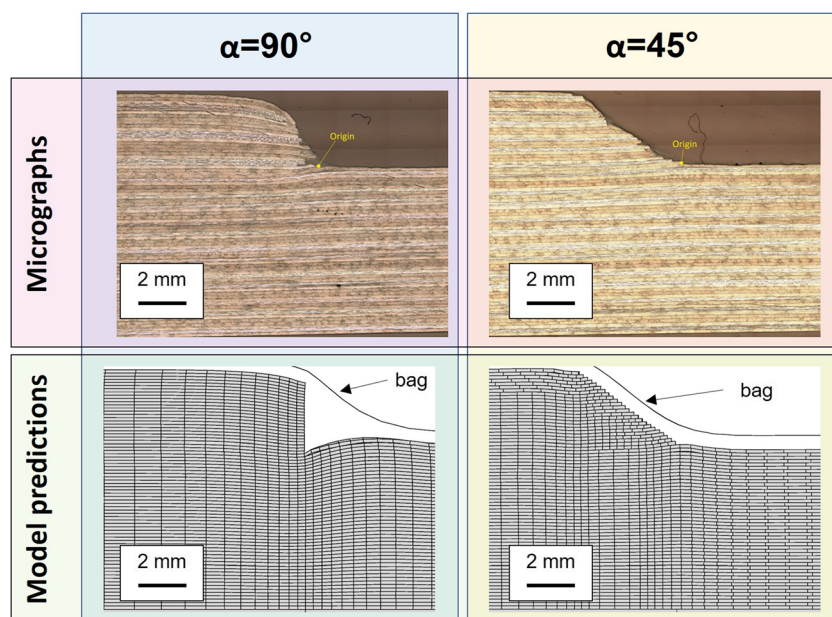 α=90°
α=45°
Micrographs
Origin
2 mm
Origin
2 mm
Model predictions
bag
2 mm
bag
2 mm